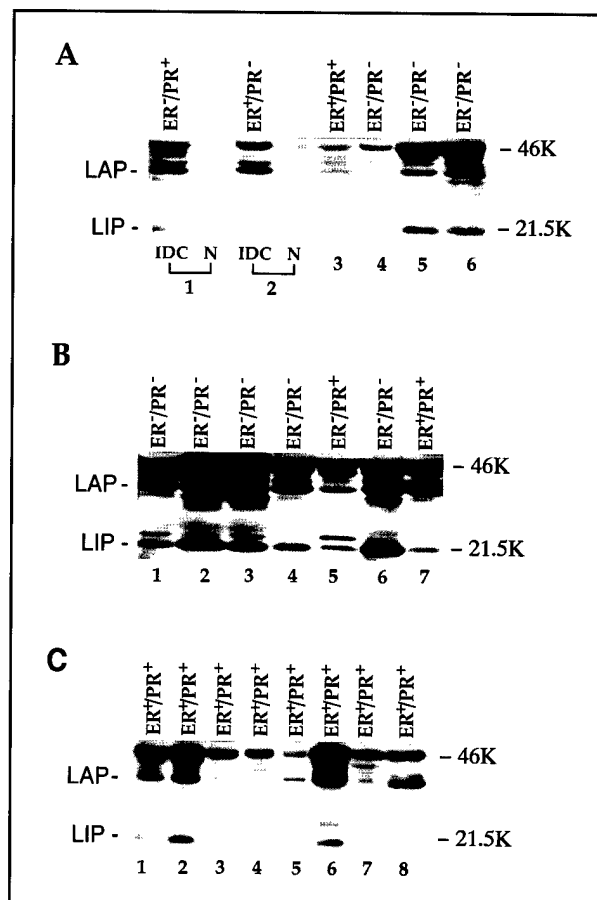 A
ER⁻/PR⁺
ER⁺/PR⁻
ER⁺/PR⁺
ER⁻/PR⁻
ER⁻/PR⁻
ER⁻/PR⁻
LAP-
- 46K
LIP -
- 21.5K
IDC N IDC N
1 2 3 4 5 6
B
ER⁻/PR⁻
ER⁻/PR⁻
ER⁻/PR⁻
ER⁻/PR⁻
ER⁻/PR⁺
ER⁻/PR⁻
ER⁺/PR⁺
LAP-
- 46K
LIP -
- 21.5K
1 2 3 4 5 6 7
C
ER⁺/PR⁺
ER⁺/PR⁺
ER⁺/PR⁺
ER⁺/PR⁺
ER⁺/PR⁺
ER⁺/PR⁺
ER⁺/PR⁺
ER⁺/PR⁺
LAP-
- 46K
LIP -
- 21.5K
1 2 3 4 5 6 7 8